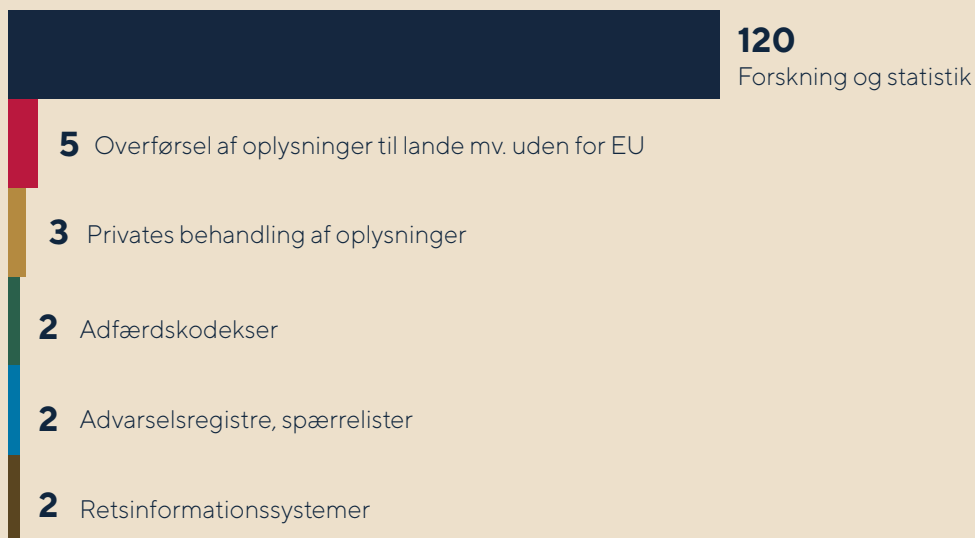 120
Forskning og statistik
5 Overførsel af oplysninger til lande mv. uden for EU
3 Privates behandling af oplysninger
2 Adfærdskodekser
2 Advarselsregistre, spærrelister
2 Retsinformationssystemer